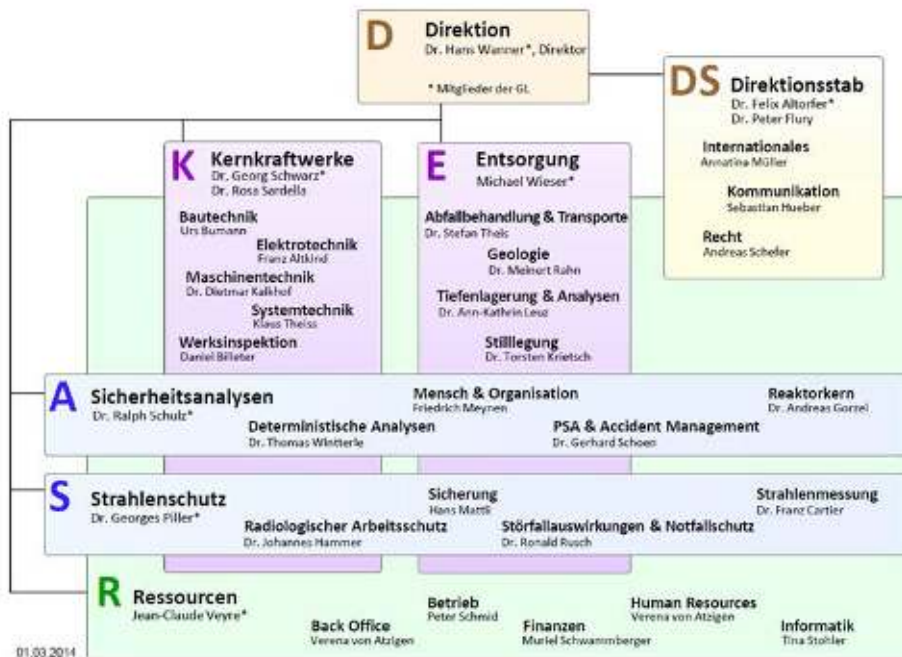 D
Direktion
Dr. Hans Wanner*, Direktor
* Mitglieder der GL
DS
Direktionsstab
Dr. Felix Altorfer*
Dr. Peter Flury
Internationales
Annatina Müller
Kommunikation
Sebastian Hueber
Recht
Andreas Schefer
K
Kernkraftwerke
Dr. Georg Schwarz*
Dr. Rosa Sardella
Bautechnik
Urs Bumann
Elektrotechnik
Franz Altkind
Maschinentechnik
Dr. Dietmar Kalkhof
Systemtechnik
Klaus Theiss
Werksinspektion
Daniel Billeter
E
Entsorgung
Michael Wieser*
Abfallbehandlung & Transporte
Dr. Stefan Theis
Geologie
Dr. Meinert Rahn
Tiefenlagerung & Analysen
Dr. Ann-Kathrin Leuz
Stilllegung
Dr. Torsten Krietsch
A
Sicherheitsanalysen
Dr. Ralph Schulz*
Mensch & Organisation
Friedrich Meynen
Reaktorkern
Dr. Andreas Gorzel
Deterministische Analysen
Dr. Thomas Wintterle
PSA & Accident Management
Dr. Gerhard Schoen
S
Strahlenschutz
Dr. Georges Piller*
Sicherung
Hans Mattli
Strahlenmessung
Dr. Franz Cartier
Radiologischer Arbeitsschutz
Dr. Johannes Hammer
Störfallauswirkungen & Notfallschutz
Dr. Ronald Rusch
R
Ressourcen
Jean-Claude Veyre*
Betrieb
Peter Schmid
Human Resources
Verena von Atzigen
Back Office
Verena von Atzigen
Finanzen
Muriel Schwammberger
Informatik
Tina Stohler
01.03.2014